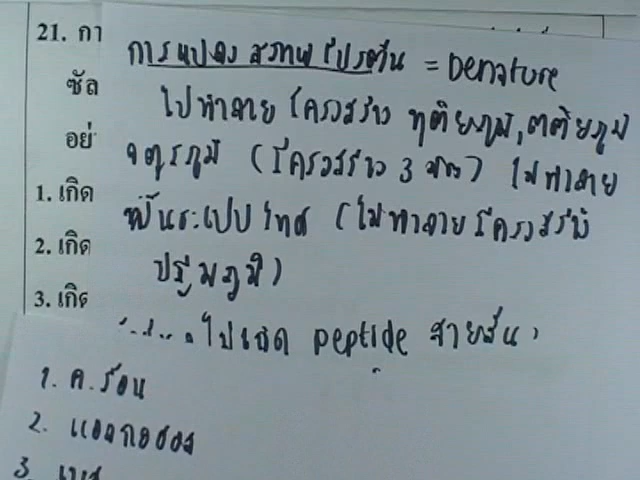 21. กา
ซัล
อย่
1. เกิด
2. เกิด
3. เกิด
การแปลง สภาพโปรตีน = Denature
ไปทำลาย โครงสร้าง ทุติยภูมิ, ตติยภูมิ
จตุรภูมิ (โครงสร้าง 3 มิติ) ไม่ทำลาย
พันธะเปปไทด์ (ไม่ทำลายโครงสร้าง
ปฐมภูมิ)
ไม่เกิด peptide สายสั้น
1. ค.ร้อน
2. แอลกอฮอล์
3. เบส